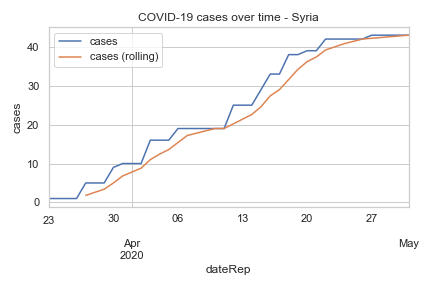 COVID-19 cases over time - Syria
cases
cases (rolling)
cases
40
30
20
10
0
23
30
06
13
20
27
Apr
2020
May
dateRep